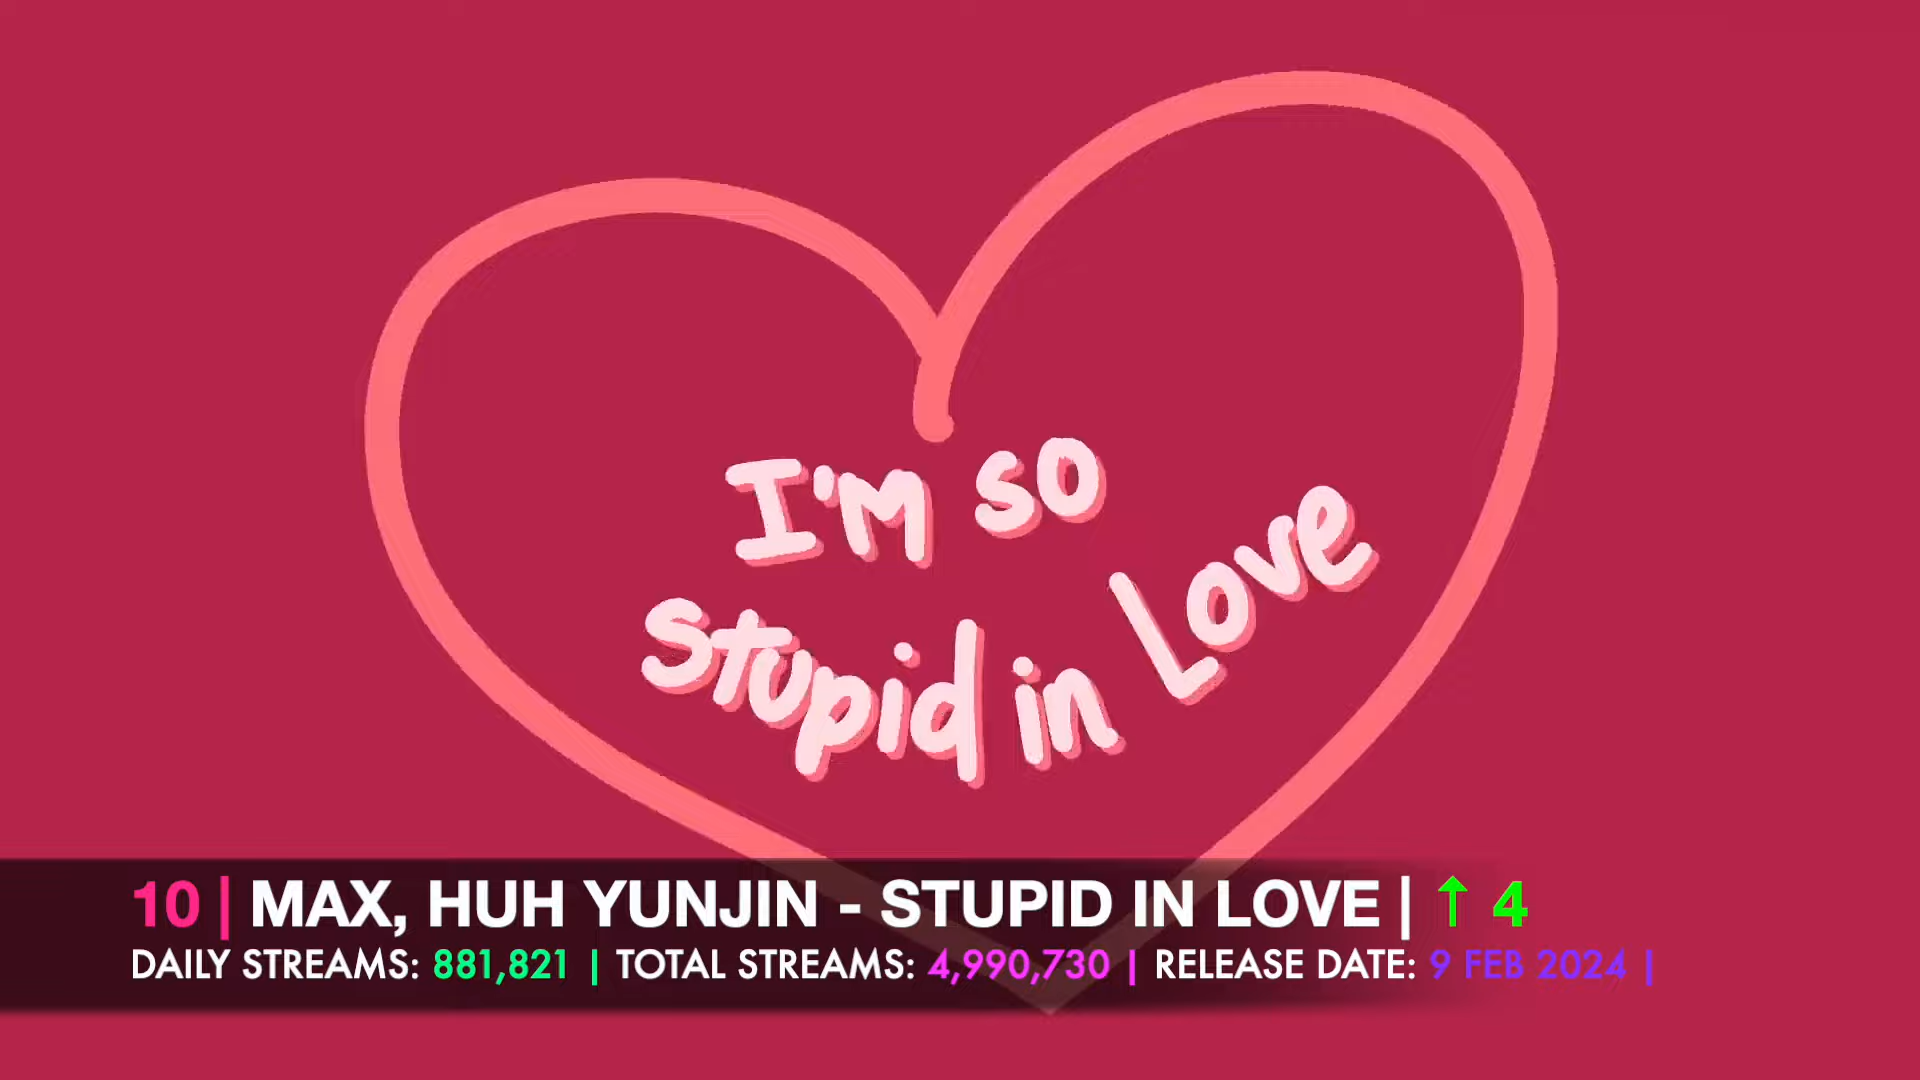 I'M so
stupid in Love
10 | MAX, HUH YUNJIN - STUPID IN LOVE | ↑ 4
DAILY STREAMS: 881,821 | TOTAL STREAMS: 4,990,730 | RELEASE DATE: 9 FEB 2024 |